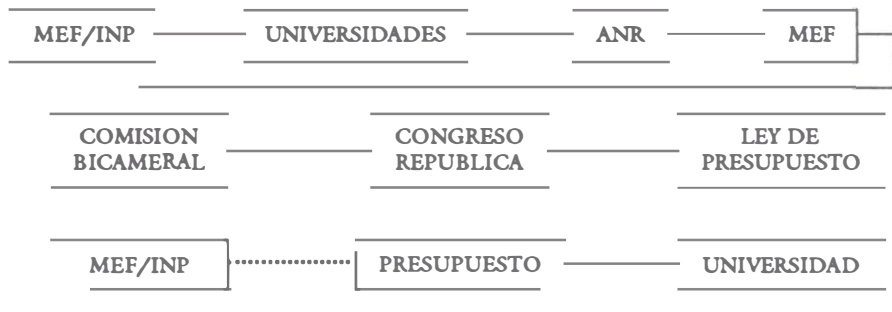 MEF/INP UNIVERSIDADES ANR MEF
COMISION CONGRESO LEY DE
BICAMERAL REPUBLICA PRESUPUESTO
MEF/INP PRESUPUESTO UNIVERSIDAD